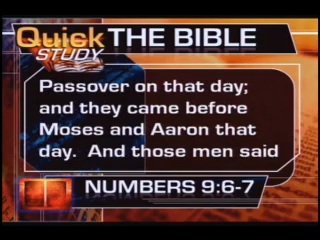 Quick STUDY THE BIBLE
Passover on that day;
and they came before
Moses and Aaron that
day. And those men said
NUMBERS 9:6-7